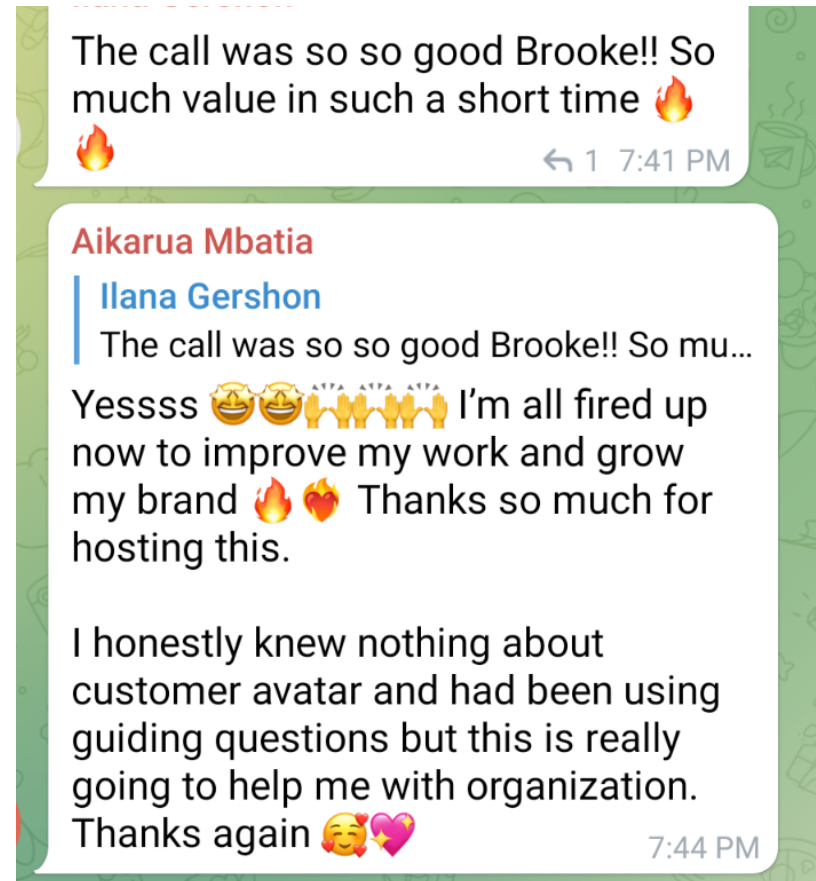 The call was so so good Brooke!! So
much value in such a short time 🔥
🔥
1 7:41 PM
Aikarua Mbatia
Ilana Gershon
The call was so so good Brooke!! So mu...
Yessss 🤩🤩🙌🙌🙌 I’m all fired up
now to improve my work and grow
my brand 🔥❤️‍🔥 Thanks so much for
hosting this.
I honestly knew nothing about
customer avatar and had been using
guiding questions but this is really
going to help me with organization.
Thanks again 🥰💖
7:44 PM